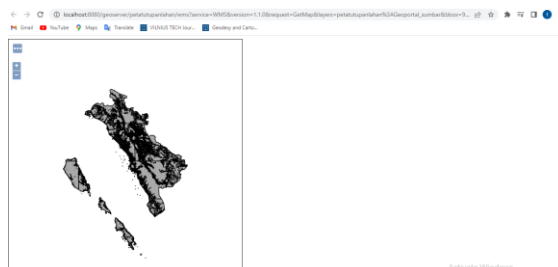 localhost:8080/geoserver/petatutupanlahan/wms?service=WMS&version=1.1.0&request=GetMap&layers=petatutupanlahan%3AGeoportal_sumbar&bbox=9...
Gmail YouTube Maps Translate VILNIUS TECH Jour... Geodesy and Carto...
+
-